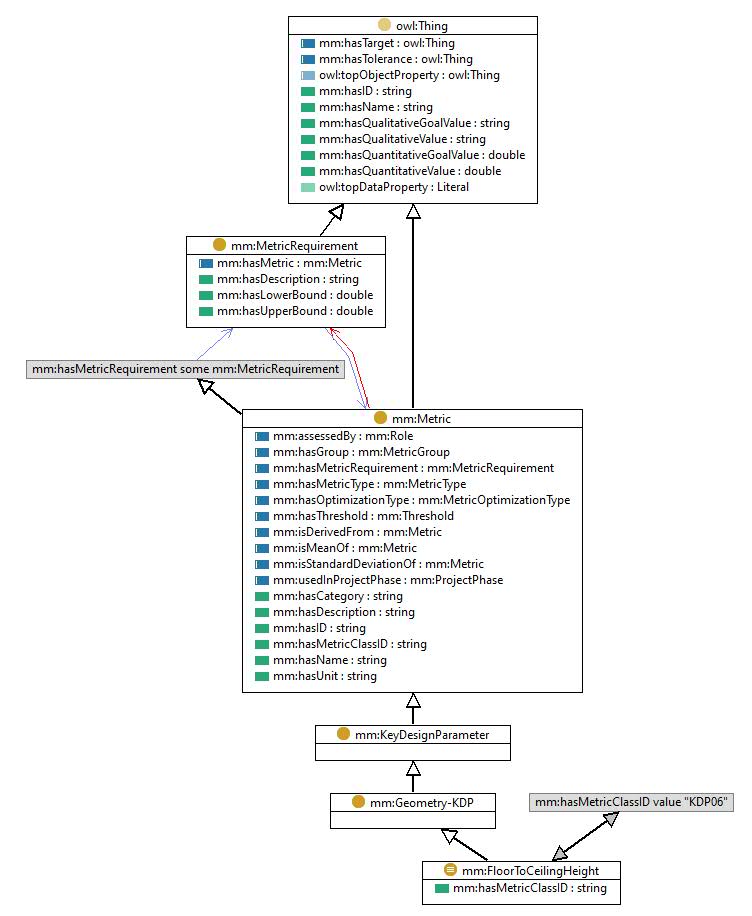 owl:Thing
mm:hasTarget : owl:Thing
mm:hasTolerance : owl:Thing
owl:topObjectProperty : owl:Thing
mm:hasID : string
mm:hasName : string
mm:hasQualitativeGoalValue : string
mm:hasQualitativeValue : string
mm:hasQuantitativeGoalValue : double
mm:hasQuantitativeValue : double
owl:topDataProperty : Literal
mm:MetricRequirement
mm:hasMetric : mm:Metric
mm:hasDescription : string
mm:hasLowerBound : double
mm:hasUpperBound : double
mm:hasMetricRequirement some mm:MetricRequirement
mm:Metric
mm:assessedBy : mm:Role
mm:hasGroup : mm:MetricGroup
mm:hasMetricRequirement : mm:MetricRequirement
mm:hasMetricType : mm:MetricType
mm:hasOptimizationType : mm:MetricOptimizationType
mm:hasThreshold : mm:Threshold
mm:isDerivedFrom : mm:Metric
mm:isMeanOf : mm:Metric
mm:isStandardDeviationOf : mm:Metric
mm:usedInProjectPhase : mm:ProjectPhase
mm:hasCategory : string
mm:hasDescription : string
mm:hasID : string
mm:hasMetricClassID : string
mm:hasName : string
mm:hasUnit : string
mm:KeyDesignParameter
mm:Geometry-KDP
mm:hasMetricClassID value "KDP06"
mm:FloorToCeilingHeight
mm:hasMetricClassID : string